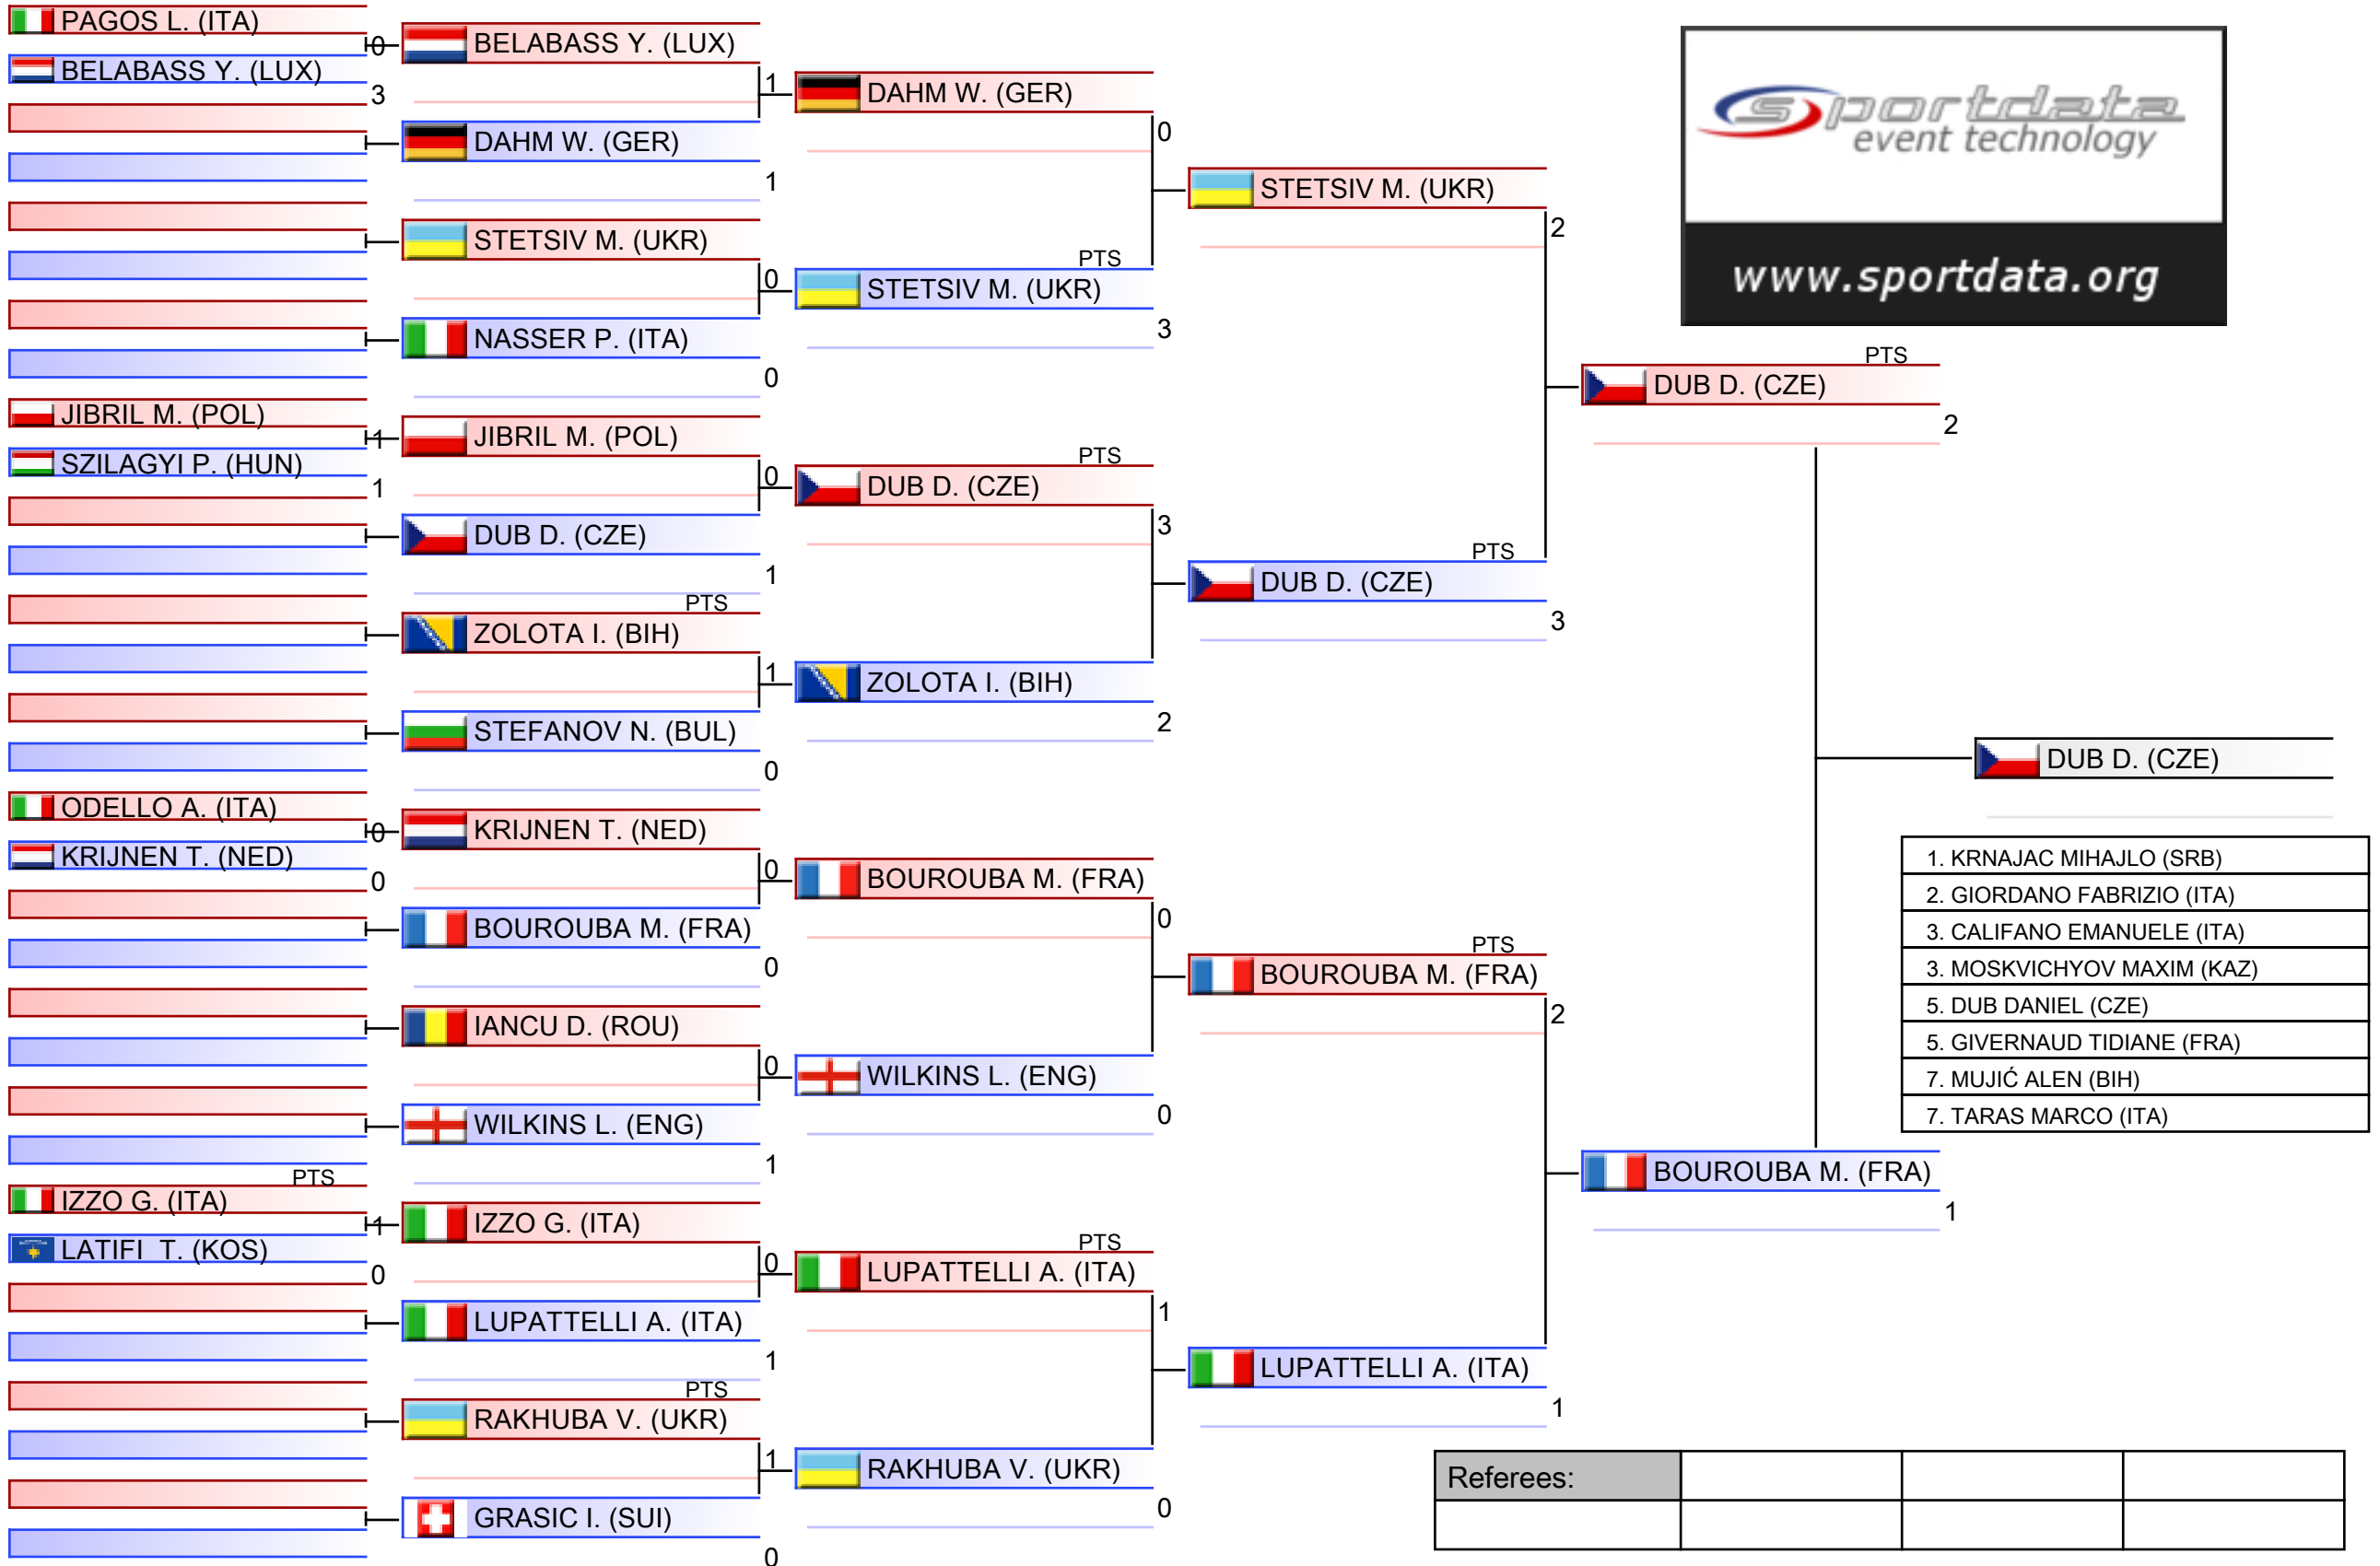 PAGOS L. (ITA)
0
BELABASS Y. (LUX)
3
JIBRIL M. (POL)
1
SZILAGYI P. (HUN)
1
ODELLO A. (ITA)
0
KRIJNEN T. (NED)
0
PTS
IZZO G. (ITA)
1
LATIFI T. (KOS)
0
BELABASS Y. (LUX)
1
DAHM W. (GER)
1
STETSIV M. (UKR)
0
NASSER P. (ITA)
0
JIBRIL M. (POL)
0
DUB D. (CZE)
1
PTS
ZOLOTA I. (BIH)
1
STEFANOV N. (BUL)
0
KRIJNEN T. (NED)
0
BOUROUBA M. (FRA)
0
IANCU D. (ROU)
0
WILKINS L. (ENG)
1
IZZO G. (ITA)
0
LUPATTELLI A. (ITA)
1
PTS
RAKHUBA V. (UKR)
1
GRASIC I. (SUI)
0
DAHM W. (GER)
0
PTS
STETSIV M. (UKR)
3
PTS
DUB D. (CZE)
3
ZOLOTA I. (BIH)
2
BOUROUBA M. (FRA)
0
WILKINS L. (ENG)
0
PTS
LUPATTELLI A. (ITA)
1
RAKHUBA V. (UKR)
0
STETSIV M. (UKR)
2
PTS
DUB D. (CZE)
3
PTS
BOUROUBA M. (FRA)
2
LUPATTELLI A. (ITA)
1
PTS
DUB D. (CZE)
2
BOUROUBA M. (FRA)
1
DUB D. (CZE)
sportdata
event technology
www.sportdata.org
1. KRNAJAC MIHAJLO (SRB)
2. GIORDANO FABRIZIO (ITA)
3. CALIFANO EMANUELE (ITA)
3. MOSKVICHYOV MAXIM (KAZ)
5. DUB DANIEL (CZE)
5. GIVERNAUD TIDIANE (FRA)
7. MUJIĆ ALEN (BIH)
7. TARAS MARCO (ITA)
Referees: